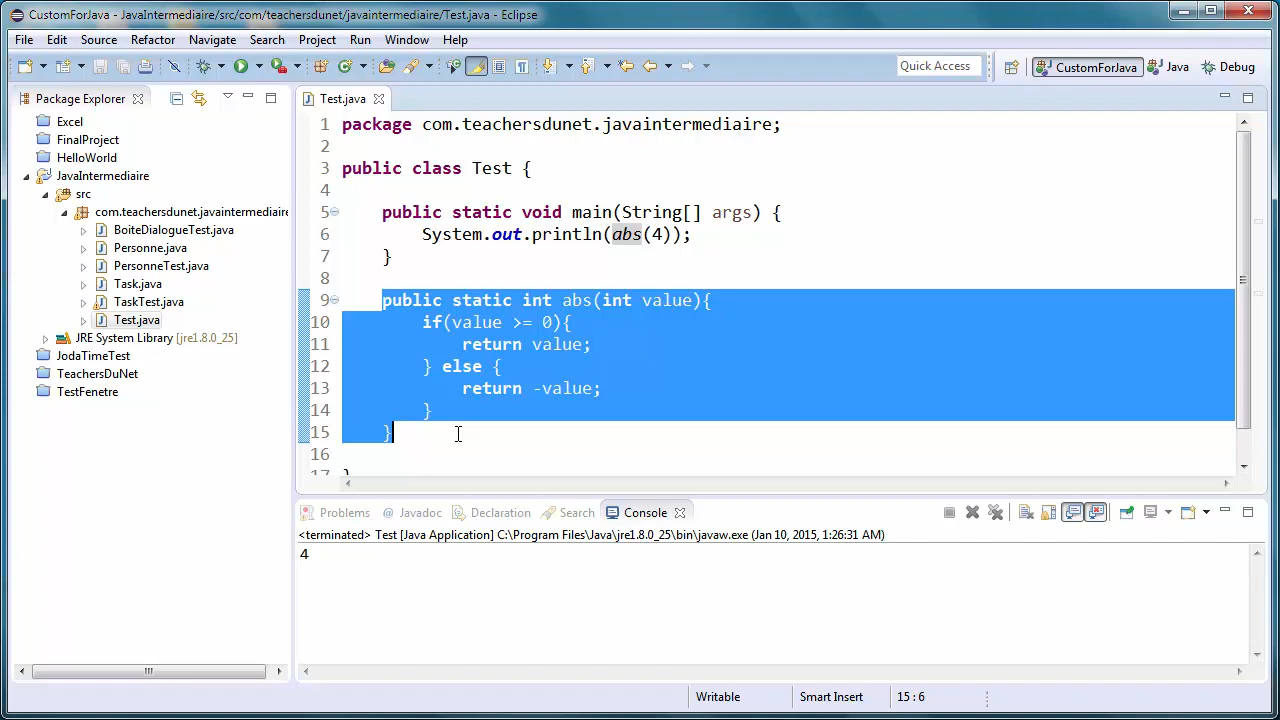 CustomForJava - JavaIntermediaire/src/com/teachersdunet/javaintermediaire/Test.java - Eclipse
File Edit Source Refactor Navigate Search Project Run Window Help
Quick Access CustomForJava Java Debug
Package Explorer
Excel
FinalProject
HelloWorld
JavaIntermediaire
src
com.teachersdunet.javaintermediaire
BoiteDialogueTest.java
Personne.java
PersonneTest.java
Task.java
TaskTest.java
Test.java
JRE System Library [jre1.8.0_25]
JodaTimeTest
TeachersDuNet
TestFenetre
Test.java
1 package com.teachersdunet.javaintermediaire;
2
3 public class Test {
4
5 public static void main(String[] args) {
6 System.out.println(abs(4));
7 }
8
9 public static int abs(int value){
10 if(value >= 0){
11 return value;
12 } else {
13 return -value;
14 }
15 }
16
17 }
Problems Javadoc Declaration Search Console
<terminated> Test [Java Application] C:\Program Files\Java\jre1.8.0_25\bin\javaw.exe (Jan 10, 2015, 1:26:31 AM)
4
Writable Smart Insert 15 : 6